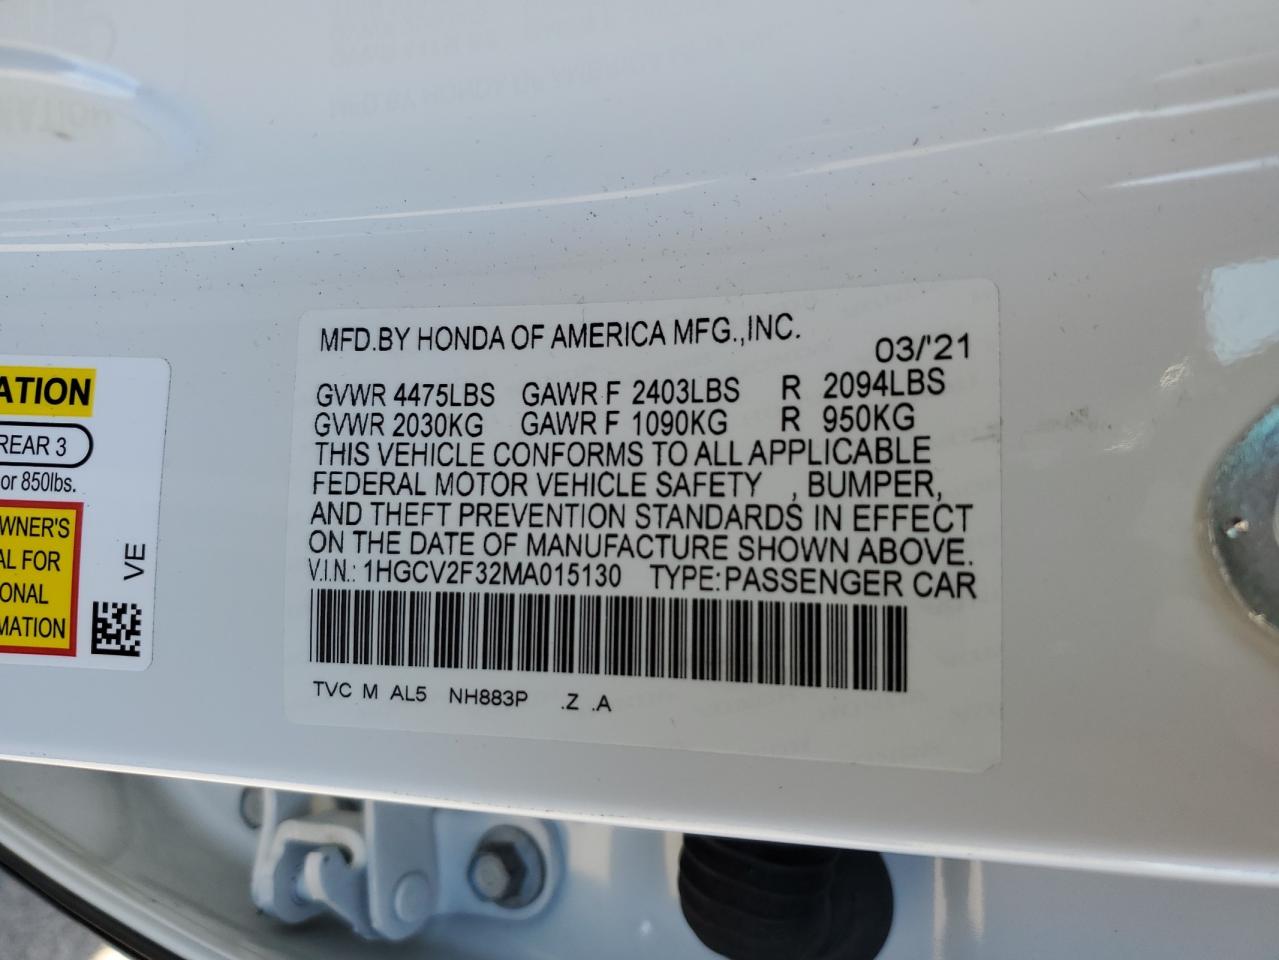 MFD.BY HONDA OF AMERICA MFG.,INC. 03/'21
GVWR 4475LBS GAWR F 2403LBS R 2094LBS
GVWR 2030KG GAWR F 1090KG R 950KG
THIS VEHICLE CONFORMS TO ALL APPLICABLE
FEDERAL MOTOR VEHICLE SAFETY , BUMPER,
AND THEFT PREVENTION STANDARDS IN EFFECT
ON THE DATE OF MANUFACTURE SHOWN ABOVE.
V.I.N.: 1HGCV2F32MA015130 TYPE:PASSENGER CAR
TVC M AL5 NH883P .Z .A
ATION
REAR 3
or 850lbs.
WNER'S
AL FOR
ONAL
MATION
VE